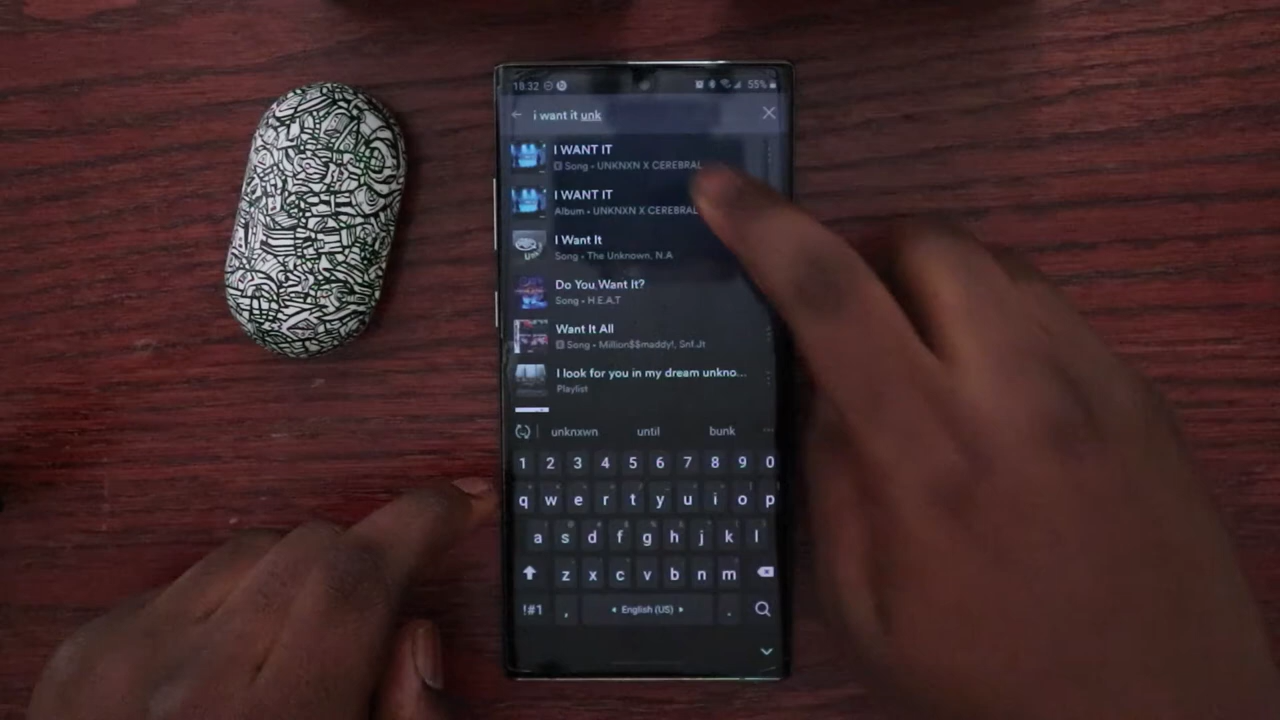 18:32 55%
i want it unk
I WANT IT
E Song • UNKNXN X CEREBRAL
I WANT IT
Album • UNKNXN X CEREBRAL
I Want It
Song • The Unknown, N.A
Do You Want It?
Song • H.E.A.T
Want It All
E Song • Million$$maddy!, Snf.Jt
I look for you in my dream unkno...
Playlist
unknxwn until bunk
1 2 3 4 5 6 7 8 9 0
q w e r t y u i o p
a s d f g h j k l
z x c v b n m
!#1 , English (US) .